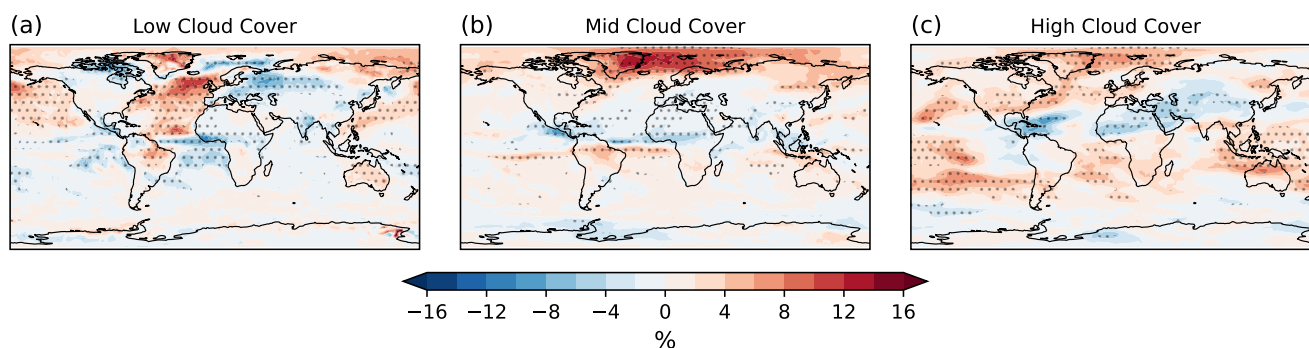 (a) Low Cloud Cover
(b) Mid Cloud Cover
(c) High Cloud Cover
−16 −12 −8 −4 0 4 8 12 16
%